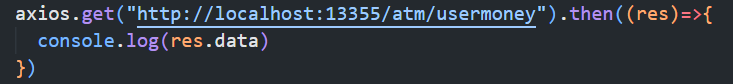 axios.get("http://localhost:13355/atm/usermoney").then((res)=>{
  console.log(res.data)
})